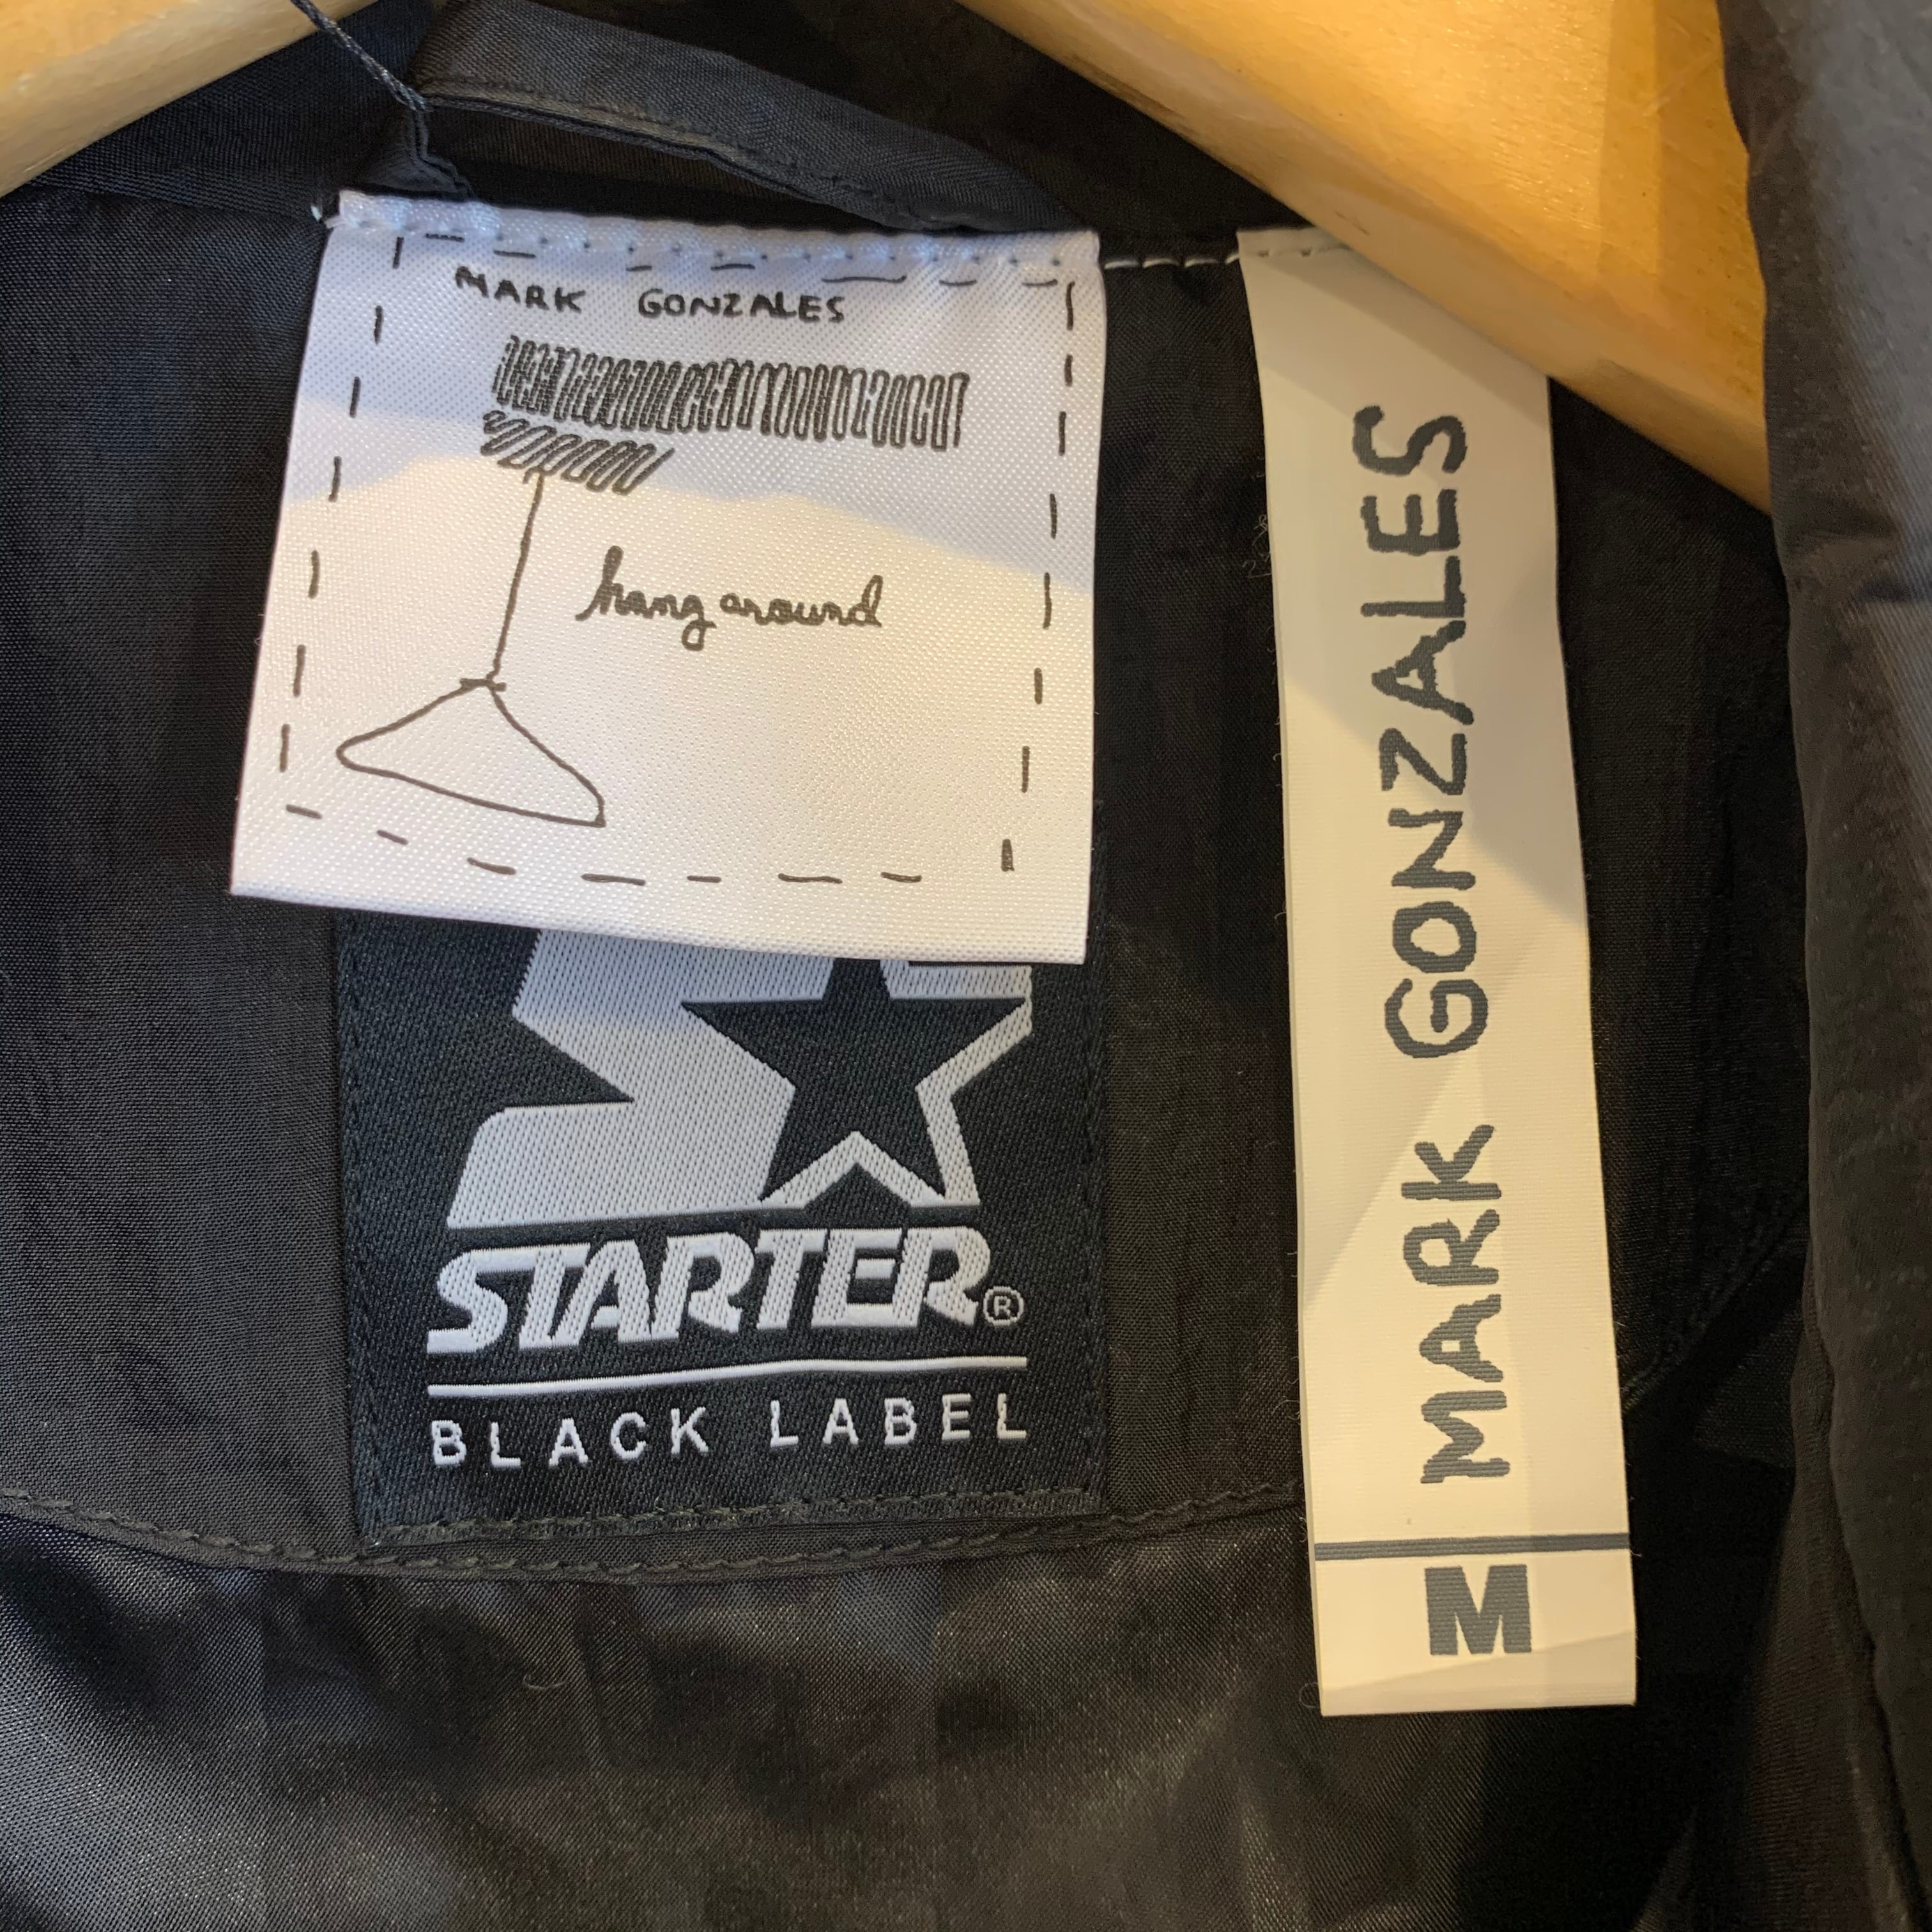 MARK GONZALES
hang around
STARTER®
BLACK LABEL
MARK GONZALES
M